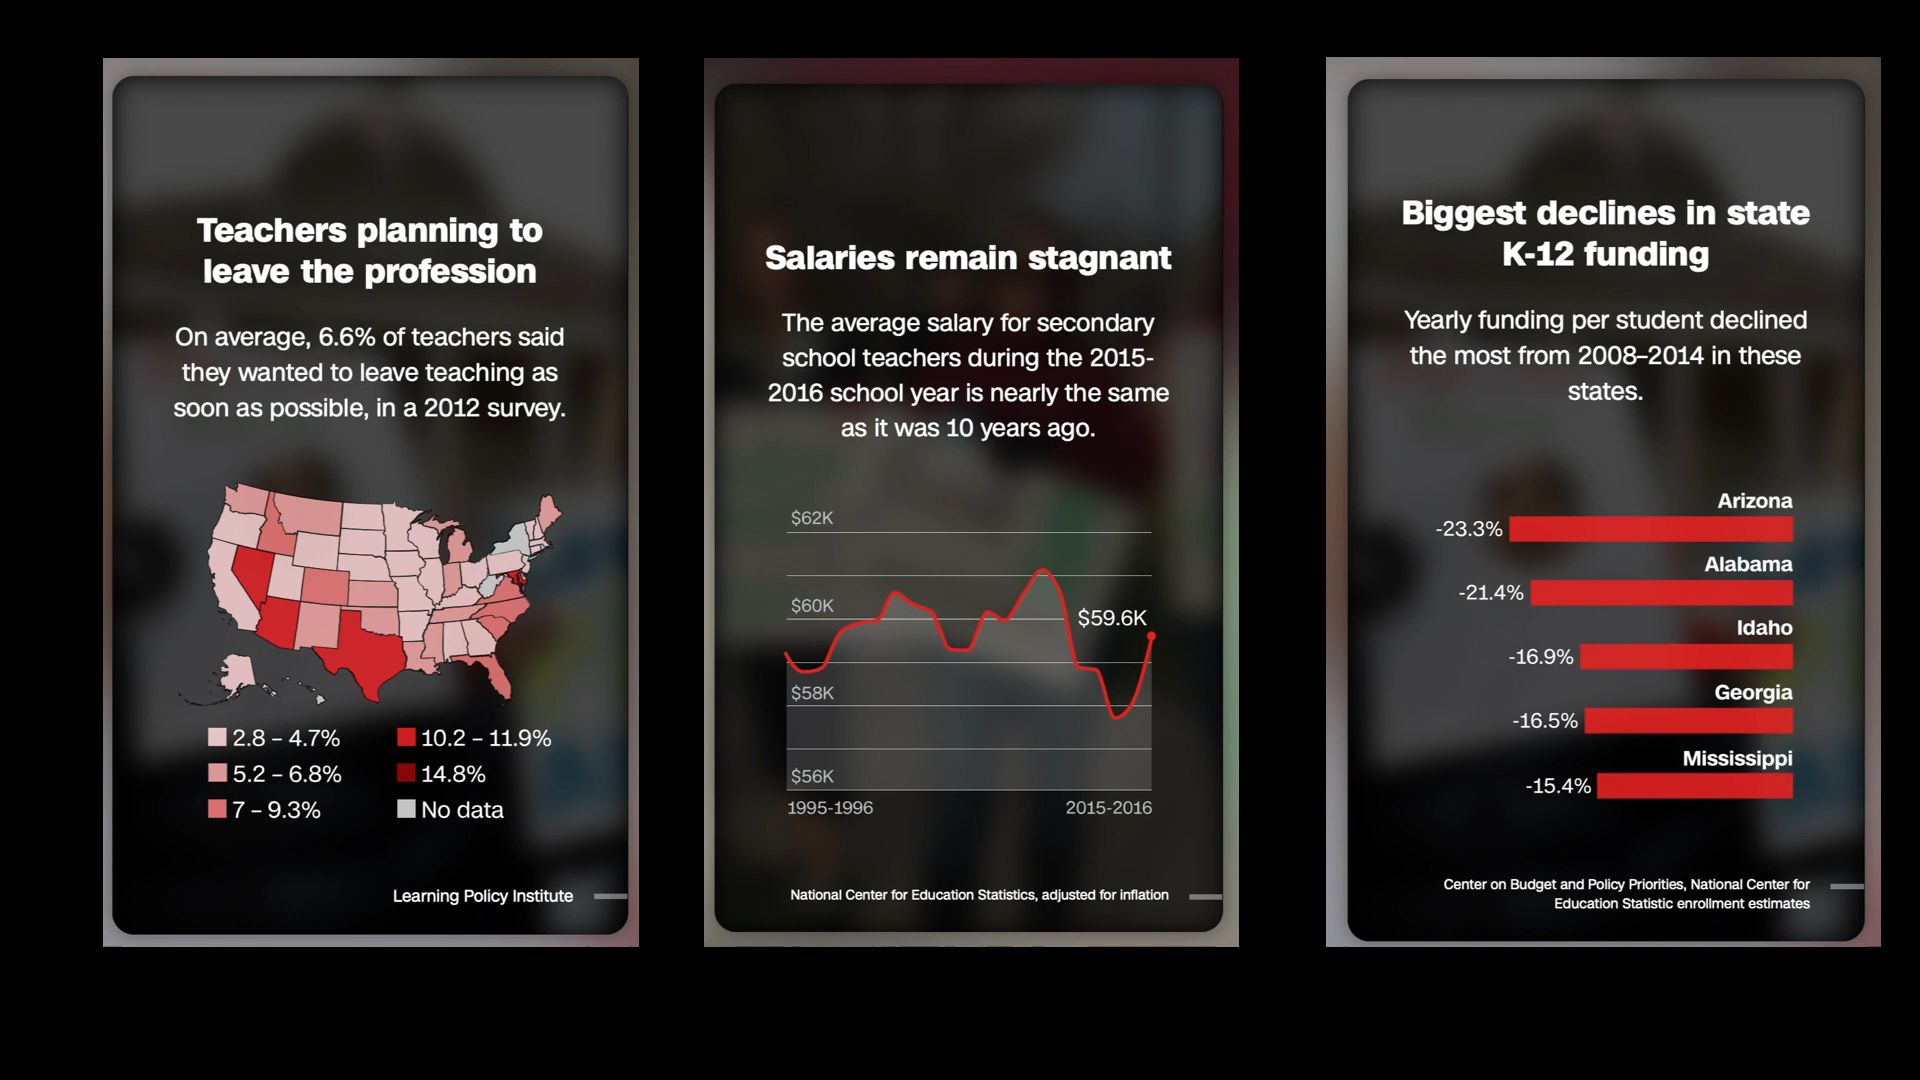 Teachers planning to
leave the profession
On average, 6.6% of teachers said
they wanted to leave teaching as
soon as possible, in a 2012 survey.
2.8 – 4.7%
5.2 – 6.8%
7 – 9.3%
10.2 – 11.9%
14.8%
No data
Learning Policy Institute
Salaries remain stagnant
The average salary for secondary
school teachers during the 2015-
2016 school year is nearly the same
as it was 10 years ago.
$62K
$60K
$59.6K
$58K
$56K
1995-1996
2015-2016
National Center for Education Statistics, adjusted for inflation
Biggest declines in state
K-12 funding
Yearly funding per student declined
the most from 2008–2014 in these
states.
Arizona
-23.3%
Alabama
-21.4%
Idaho
-16.9%
Georgia
-16.5%
Mississippi
-15.4%
Center on Budget and Policy Priorities, National Center for
Education Statistic enrollment estimates